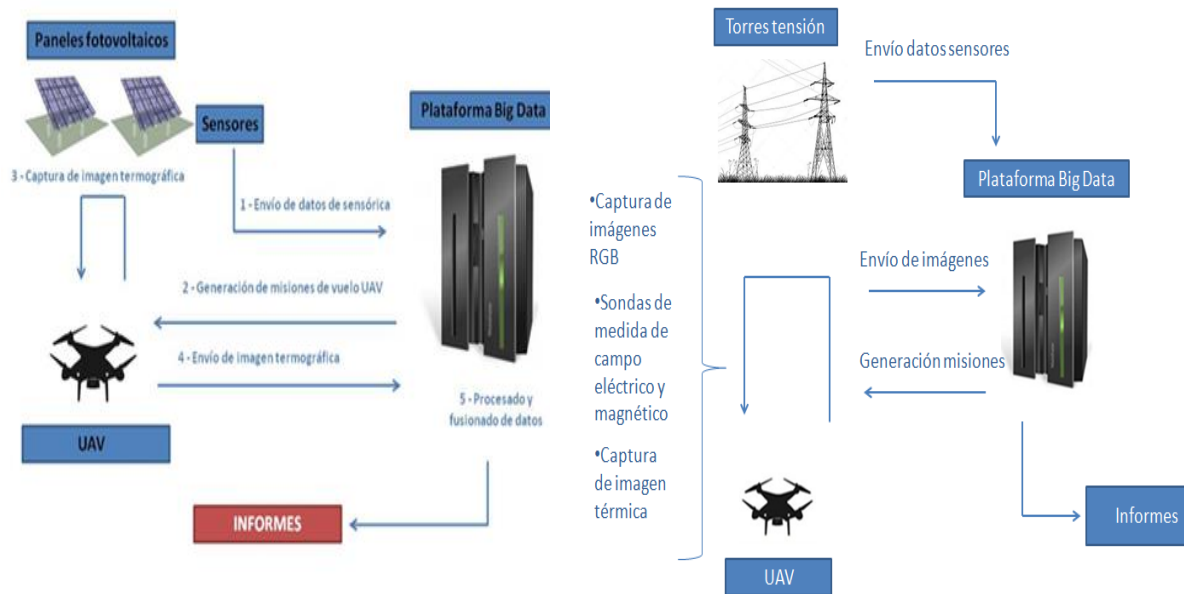 Paneles fotovoltaicos
Sensores
Plataforma Big Data
3 - Captura de imagen termográfica
1 - Envío de datos de sensórica
2 - Generación de misiones de vuelo UAV
4 - Envío de imagen termográfica
5 - Procesado y
fusionado de datos
UAV
INFORMES
Torres tensión
Envío datos sensores
Plataforma Big Data
•Captura de
imágenes
RGB
•Sondas de
medida de
campo
eléctrico y
magnético
•Captura
de imagen
térmica
Envío de imágenes
Generación misiones
UAV
Informes